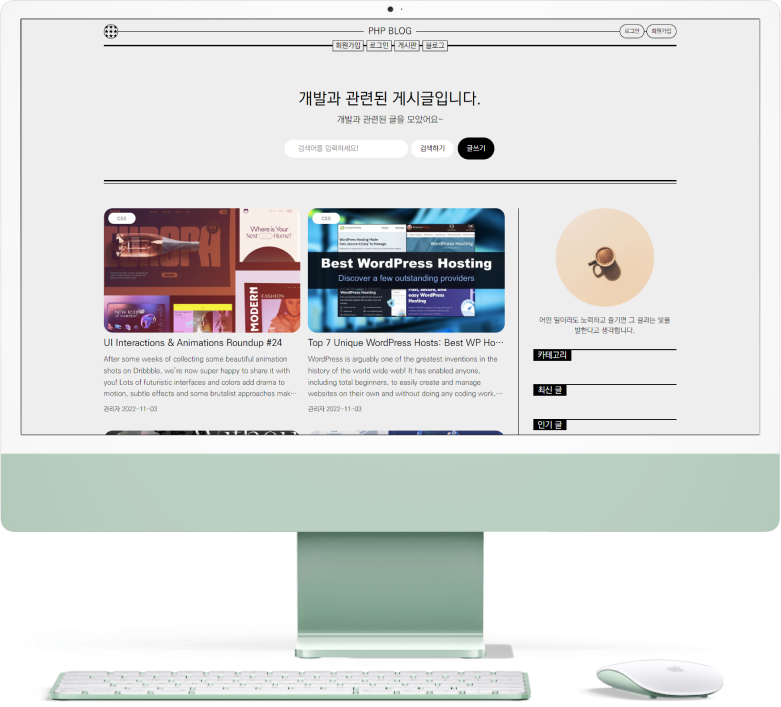 PHP BLOG
로그인
회원가입
회원가입
로그인
게시판
블로그
개발과 관련된 게시글입니다.
개발과 관련된 글을 모았어요~
검색어를 입력하세요!
검색하기
글쓰기
CSS
Where is Your
Next Home?
MODERN
FASHION
UI Interactions & Animations Roundup #24
After some weeks of collecting some beautiful animation
shots on Dribbble, we're now super happy to share it with
you! Lots of futuristic interfaces and colors add drama to
motion, subtle effects and some brutalist approaches mak…
관리자 2022-11-03
CSS
WordPress Hosting
Best WordPress Hosting
Discover a few outstanding providers
Top 7 Unique WordPress Hosts: Best WP Ho…
WordPress is arguably one of the greatest inventions in the
history of the world wide web! It has enabled anyone,
including total beginners, to easily create and manage
websites on their own and without doing any coding work.…
관리자 2022-11-03
어떤 일이라도 노력하고 즐기면 그 결과는 빛을
발한다고 생각합니다.
카테고리
최신 글
인기 글